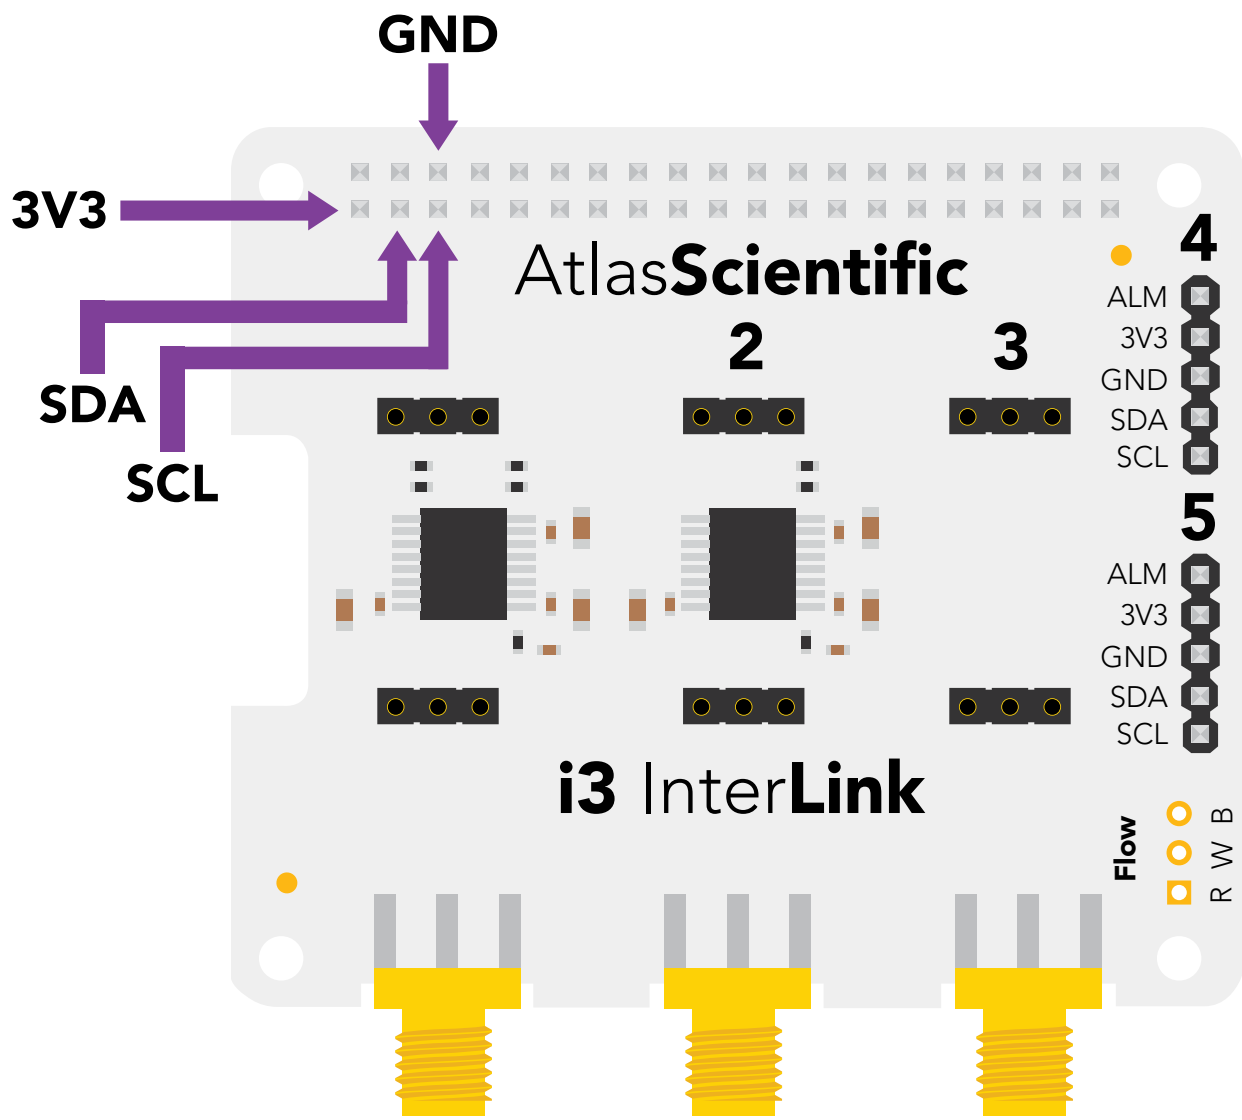 GND
3V3
SDA
SCL
AtlasScientific
2
3
4
ALM
3V3
GND
SDA
SCL
5
ALM
3V3
GND
SDA
SCL
i3 InterLink
Flow
R W B